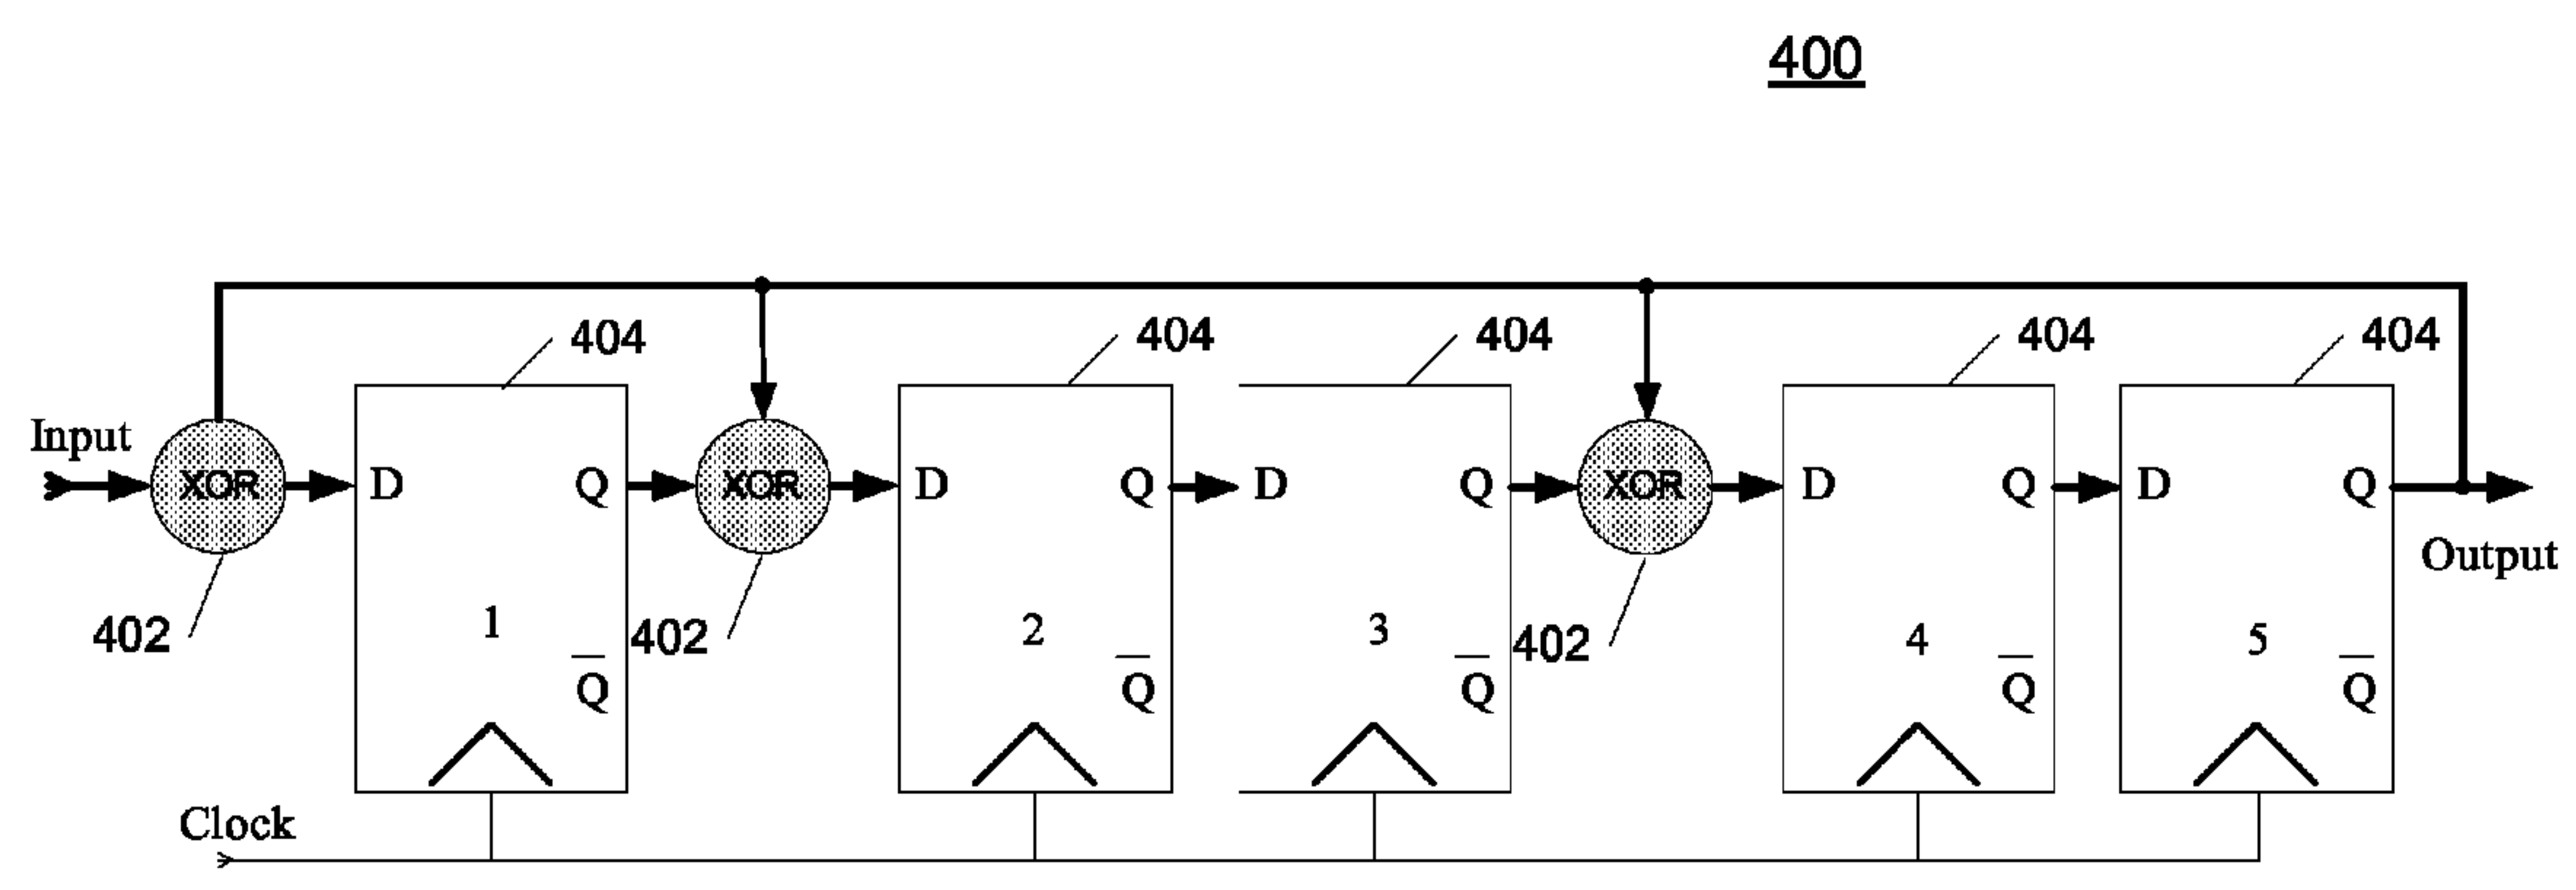 400
404 404 404 404 404
Input
XOR D Q XOR D Q D Q XOR D Q D Q
Output
402 1 402 2 3 402 4 5
Q Q Q Q Q
Clock